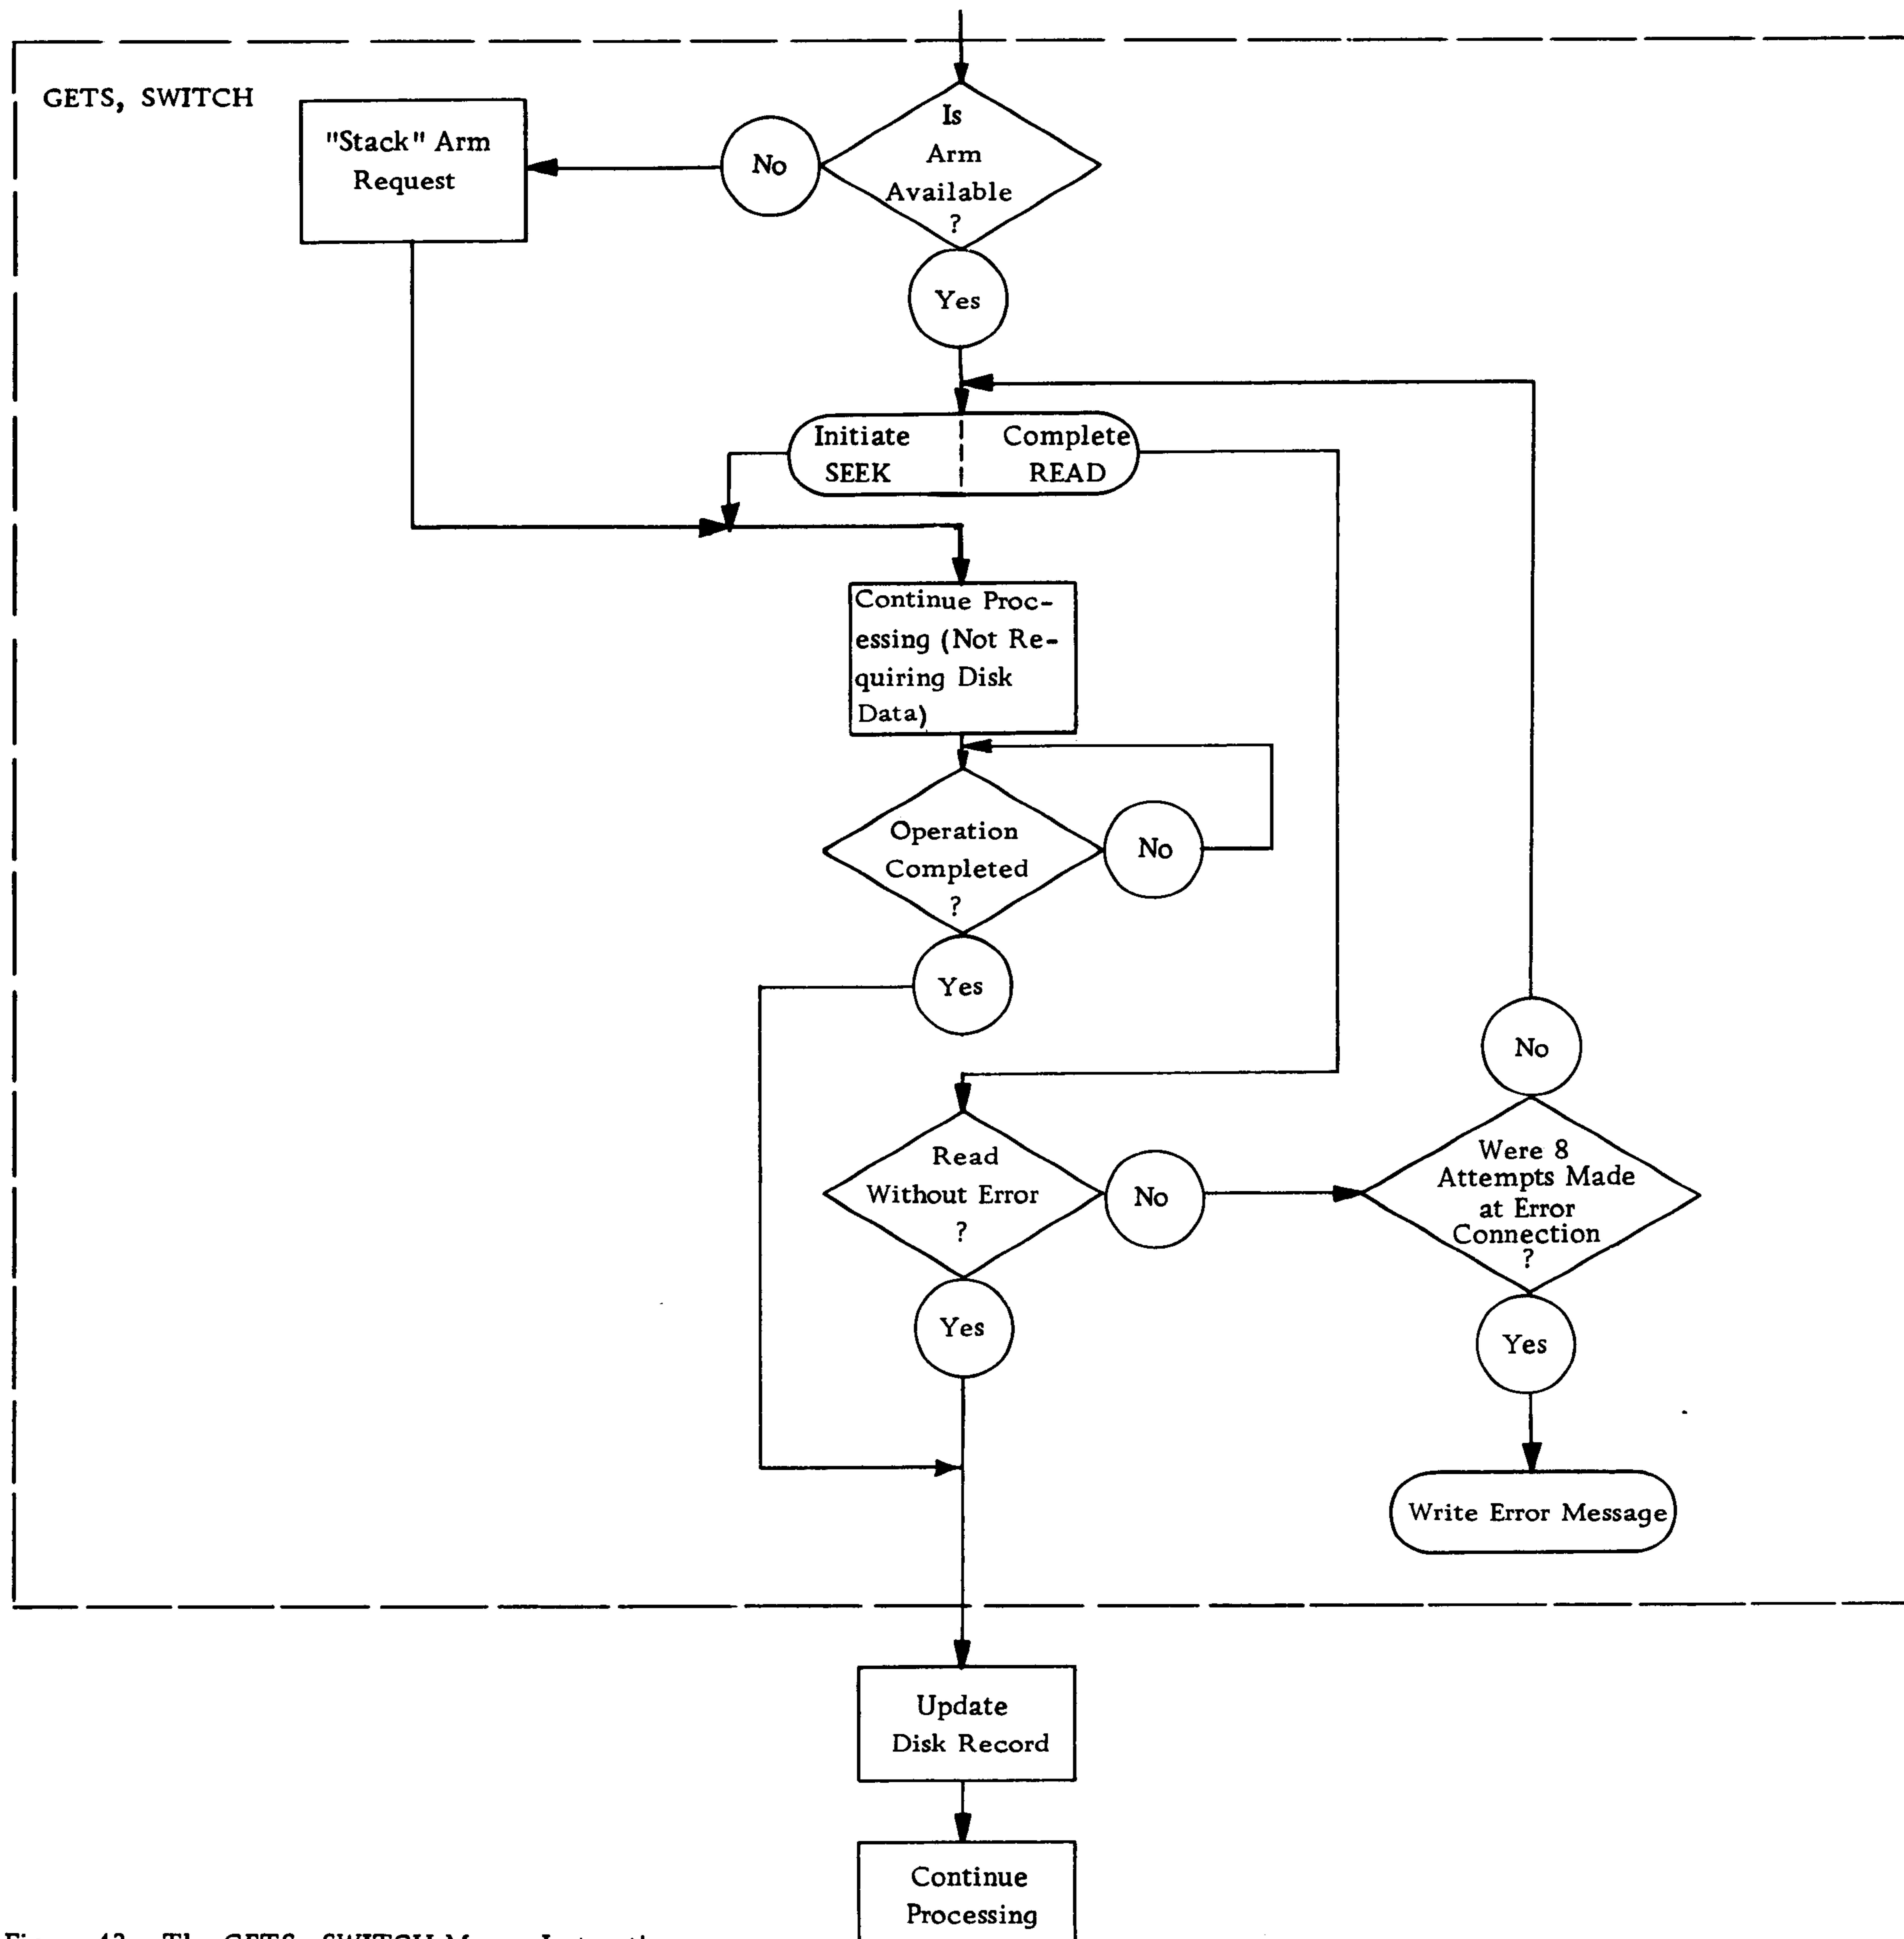 GETS, SWITCH
"Stack" Arm
Request
No
Is
Arm
Available
?
Yes
Initiate
SEEK
Complete
READ
Continue Proc-
essing (Not Re-
quiring Disk
Data)
Operation
Completed
?
No
Yes
No
Read
Without Error
?
No
Were 8
Attempts Made
at Error
Connection
?
Yes
Yes
Write Error Message
Update
Disk Record
Continue
Processing